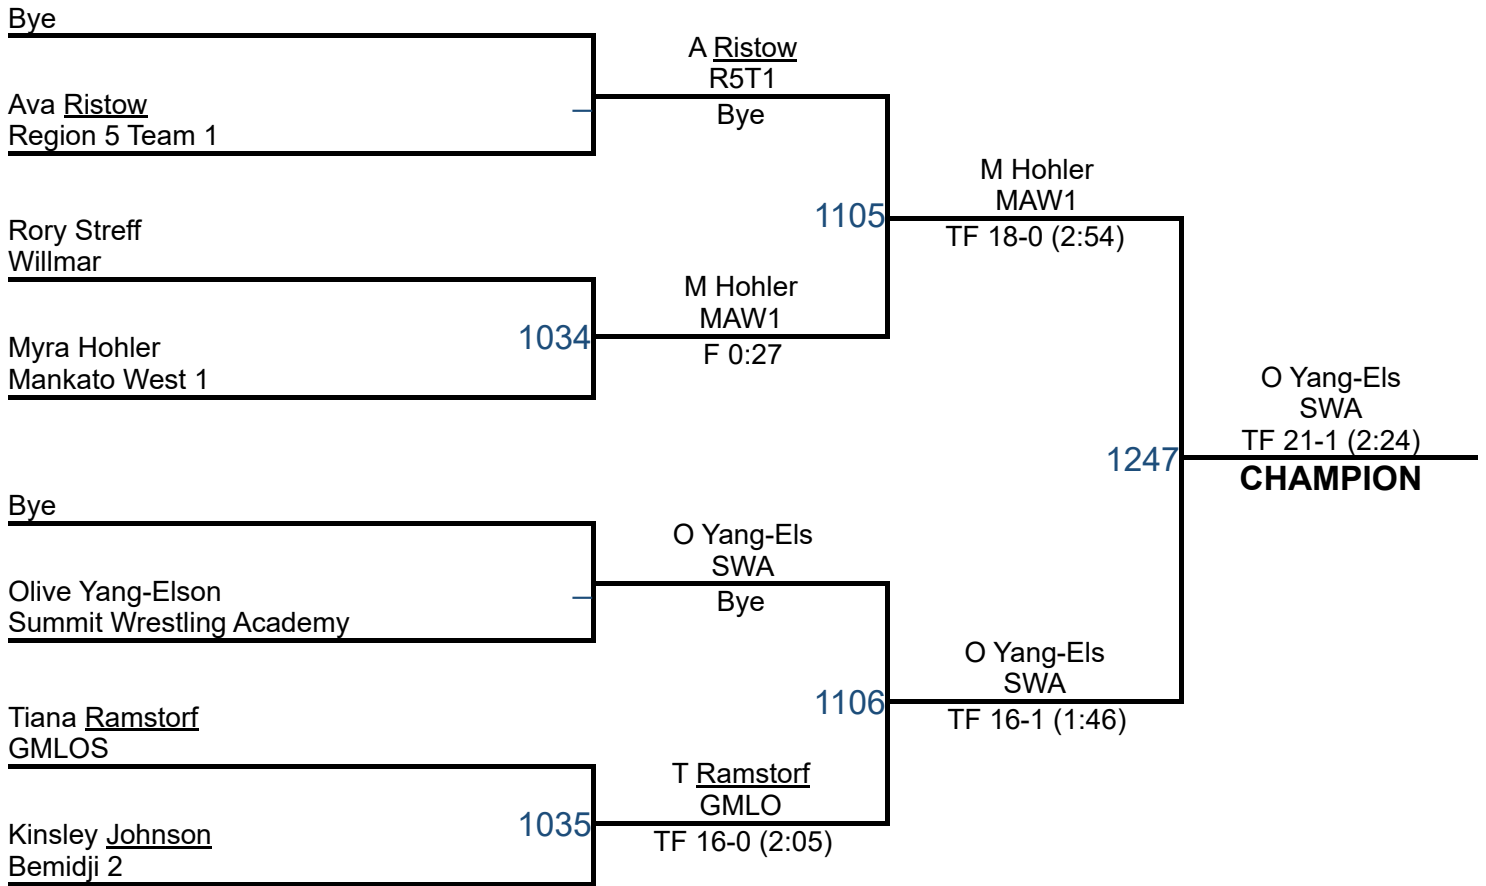 Bye
Ava Ristow
Region 5 Team 1
–
A Ristow
R5T1
Bye
Rory Streff
Willmar
Myra Hohler
Mankato West 1
1034
M Hohler
MAW1
F 0:27
1105
M Hohler
MAW1
TF 18-0 (2:54)
Bye
Olive Yang-Elson
Summit Wrestling Academy
–
O Yang-Els
SWA
Bye
Tiana Ramstorf
GMLOS
Kinsley Johnson
Bemidji 2
1035
T Ramstorf
GMLO
TF 16-0 (2:05)
1106
O Yang-Els
SWA
TF 16-1 (1:46)
1247
O Yang-Els
SWA
TF 21-1 (2:24)
CHAMPION